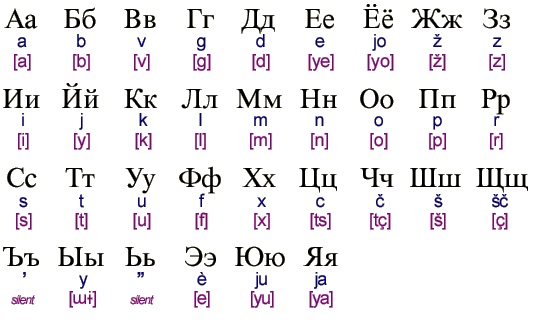 Аа Бб Вв Гг Дд Ее Ёё Жж Зз
a b v g d e jo ž z
[a] [b] [v] [g] [d] [ye] [yo] [ž] [z]
Ии Йй Кк Лл Мм Нн Оо Пп Рр
i j k l m n o p r
[i] [y] [k] [l] [m] [n] [o] [p] [r]
Сс Тт Уу Фф Хх Цц Чч Шш Щщ
s t u f x c č š šč
[s] [t] [u] [f] [x] [ts] [tç] [š] [ç]
Ъъ Ыы Ьь Ээ Юю Яя
’ y ” è ju ja
silent [ɯɨ] silent [e] [yu] [ya]